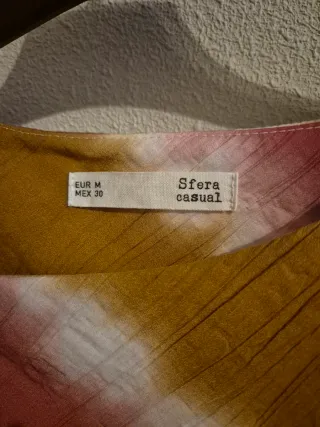 EUR M
MEX 30
Sfera
casual